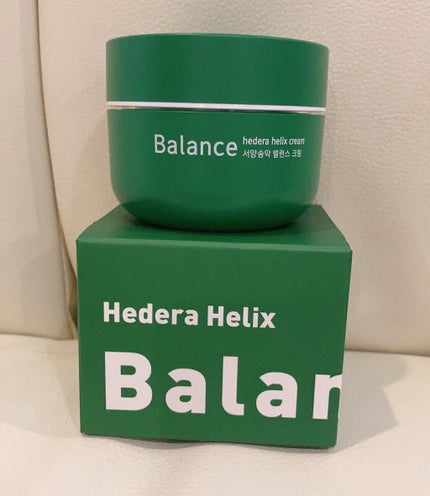 Balance hedera helix cream
서양송악 밸런스 크림
Hedera Helix
Balan